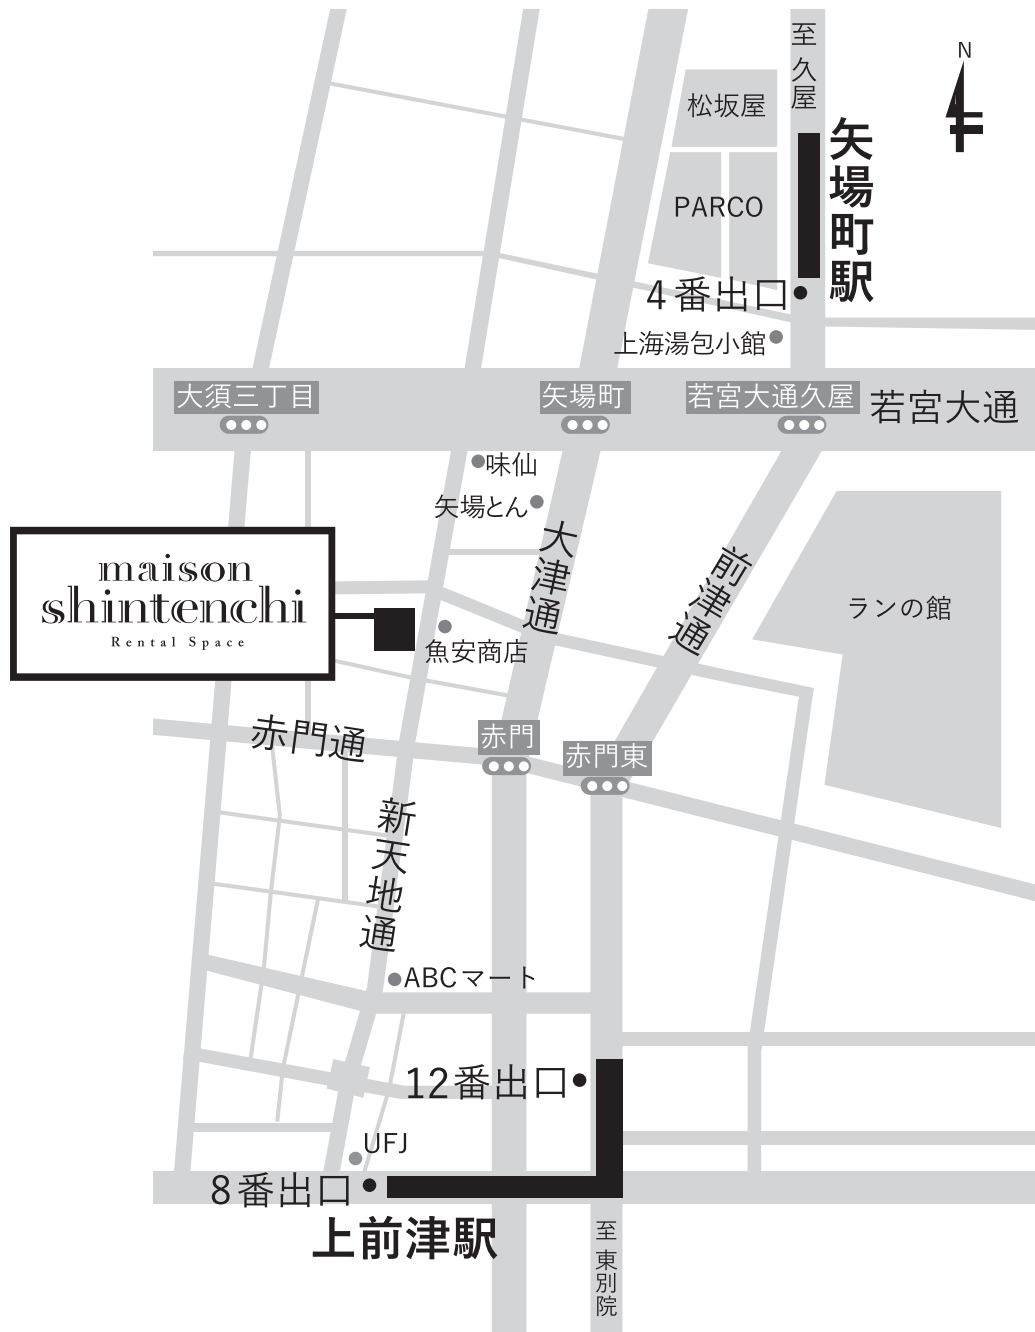 至 久屋
N
松坂屋
矢場町駅
PARCO
4番出口
上海湯包小館
大須三丁目
矢場町
若宮大通久屋
若宮大通
味仙
矢場とん
大津通
前津通
maison
shintenchi
Rental Space
ランの館
魚安商店
赤門通
赤門
赤門東
新天地通
ABCマート
12番出口
UFJ
8番出口
上前津駅
至 東別院